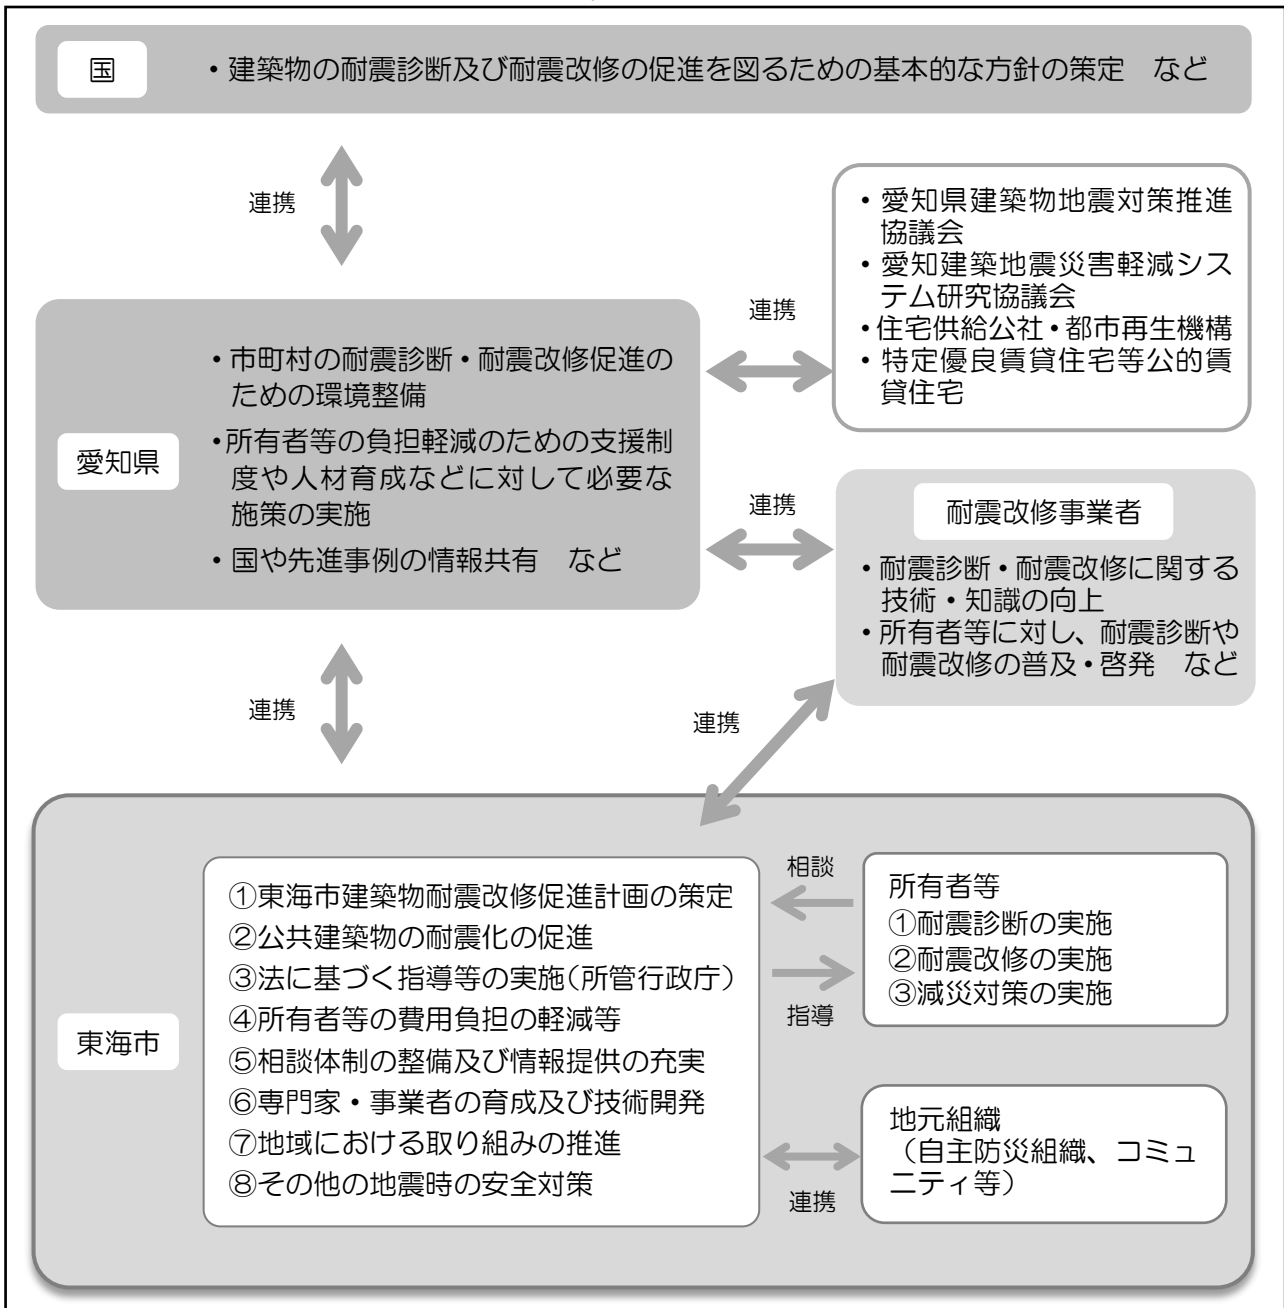 国
・建築物の耐震診断及び耐震改修の促進を図るための基本的な方針の策定　など
連携
・愛知県建築物地震対策推進
協議会
・愛知建築地震災害軽減シス
テム研究協議会
・住宅供給公社・都市再生機構
・特定優良賃貸住宅等公的賃
貸住宅
連携
愛知県
・市町村の耐震診断・耐震改修促進の
ための環境整備
・所有者等の負担軽減のための支援制
度や人材育成などに対して必要な
施策の実施
・国や先進事例の情報共有　など
連携
耐震改修事業者
・耐震診断・耐震改修に関する
技術・知識の向上
・所有者等に対し、耐震診断や
耐震改修の普及・啓発　など
連携
連携
東海市
①東海市建築物耐震改修促進計画の策定
②公共建築物の耐震化の促進
③法に基づく指導等の実施（所管行政庁）
④所有者等の費用負担の軽減等
⑤相談体制の整備及び情報提供の充実
⑥専門家・事業者の育成及び技術開発
⑦地域における取り組みの推進
⑧その他の地震時の安全対策
相談
指導
所有者等
①耐震診断の実施
②耐震改修の実施
③減災対策の実施
連携
地元組織
（自主防災組織、コミュ
ニティ等）